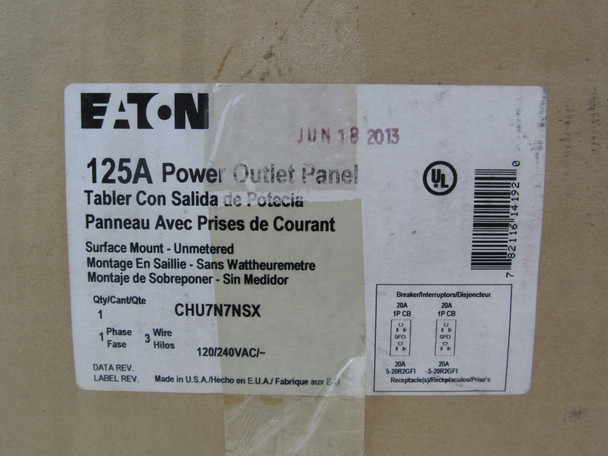 EATON
JUN 18 2013
125A Power Outlet Panel
Tabler Con Salida de Potecia
Panneau Avec Prises de Courant
Surface Mount - Unmetered
Montage En Saillie - Sans Wattheuremetre
Montaje de Sobreponer - Sin Medidor
Qty/Cant/Qte
1 CHU7N7NSX
1 Phase 3 Wire
Fase Hilos
120/240VAC/~
DATA REV.
LABEL REV. Made in U.S.A./Hecho en E.U.A./ Fabrique aux
UL
7 82116 14192 0
Breaker/Interruptors/Disjoncteur
20A 20A
1P CB 1P CB
GFCI GFCI
20A 20A
5-20R2GFI -5-20R2GFI
Receptacle(s)/Receptaculos/Prise's